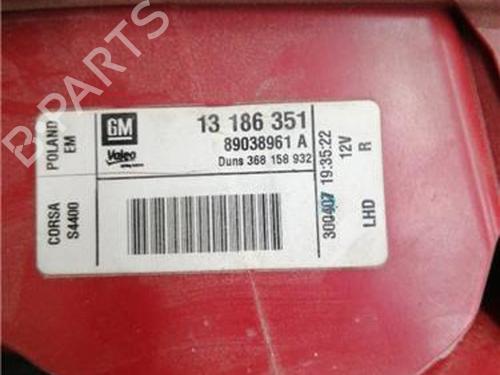 POLAND EM
CORSA S4400
GM
Valeo
13 186 351
89038961 A
Duns 368 158 932
300407 19:35:22
12V R
LHD
B-PARTS